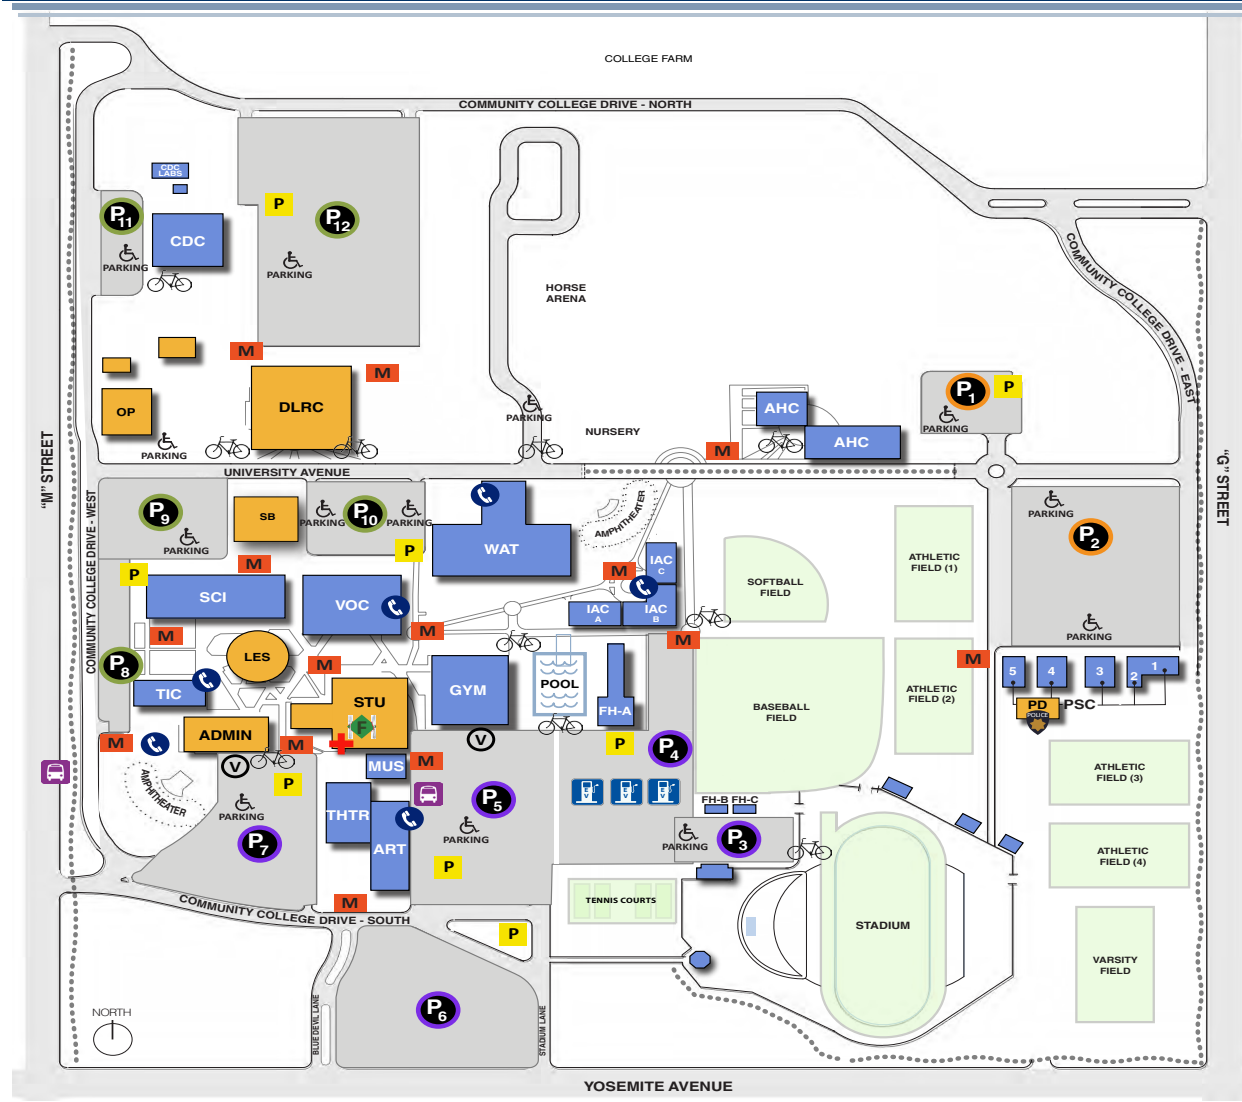 COLLEGE FARM
COMMUNITY COLLEGE DRIVE - NORTH
CDC
LABS
P11
PARKING
CDC
P
P12
PARKING
COMMUNITY COLLEGE DRIVE - EAST
HORSE
ARENA
M
M
OP
PARKING
DLRC
PARKING
NURSERY
M
AHC
AHC
P1
P
PARKING
"M" STREET
"G" STREET
UNIVERSITY AVENUE
COMMUNITY COLLEGE DRIVE - WEST
P9
PARKING
SB
PARKING
P10
PARKING
P
WAT
AMPHITHEATER
PARKING
P2
PARKING
M
P
SCI
VOC
M
IAC
C
IAC
A
IAC
B
M
SOFTBALL
FIELD
ATHLETIC
FIELD (1)
M
M
M
M
P8
LES
TIC
STU
F
GYM
POOL
FH-A
BASEBALL
FIELD
ATHLETIC
FIELD (2)
5
4
3
2
1
PD
POLICE
PSC
M
ADMIN
M
V
V
P
P4
AMPHITHEATER
P
MUS
M
EV
EV
EV
ATHLETIC
FIELD (3)
PARKING
P7
THTR
ART
P5
PARKING
P
FH-B FH-C
PARKING
P3
ATHLETIC
FIELD (4)
M
COMMUNITY COLLEGE DRIVE - SOUTH
P
TENNIS COURTS
STADIUM
VARSITY
FIELD
NORTH
BLUE DEVIL LANE
P6
STADIUM LANE
YOSEMITE AVENUE